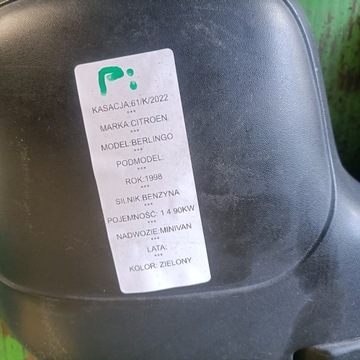 P:
KASACJA:61/K/2022
***
MARKA:CITROEN
***
MODEL:BERLINGO
***
PODMODEL:
***
ROK:1998
***
SILNIK:BENZYNA
***
POJEMNOŚĆ: 1.4 90KW
***
NADWOZIE:MINIVAN
***
LATA:
***
KOLOR: ZIELONY